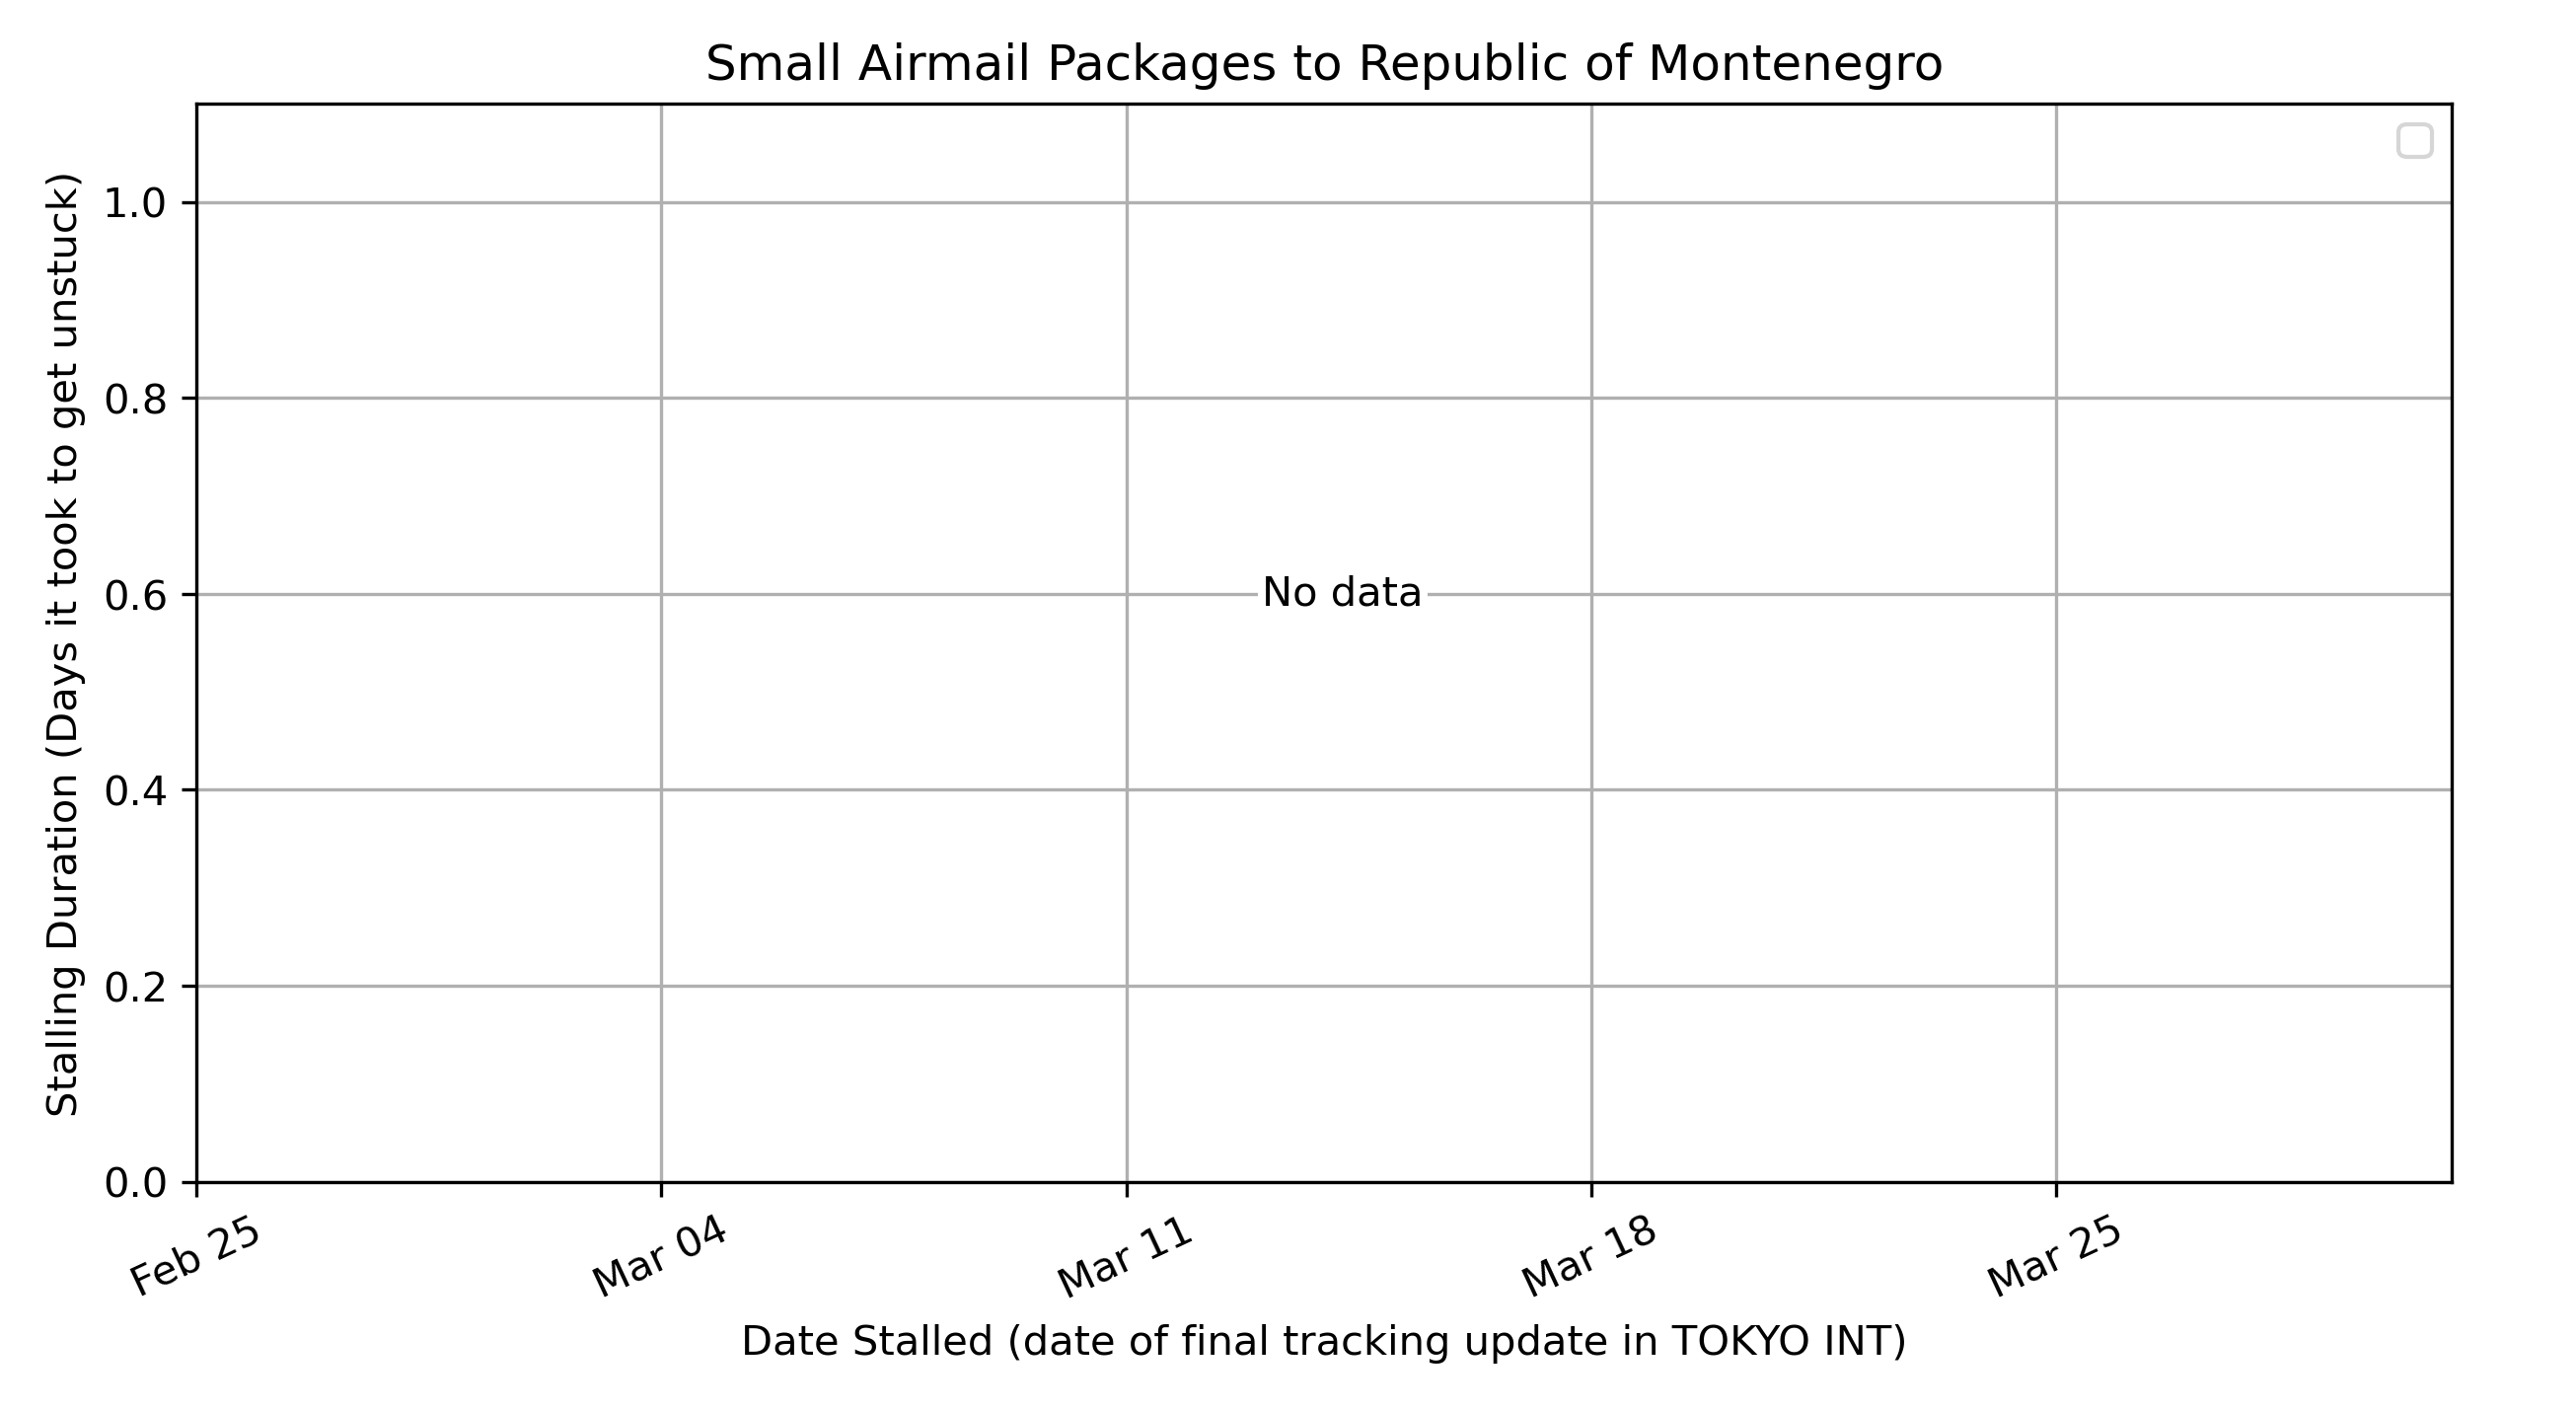 Small Airmail Packages to Republic of Montenegro
Stalling Duration (Days it took to get unstuck)
1.0
0.8
0.6
0.4
0.2
0.0
No data
Feb 25
Mar 04
Mar 11
Mar 18
Mar 25
Date Stalled (date of final tracking update in TOKYO INT)